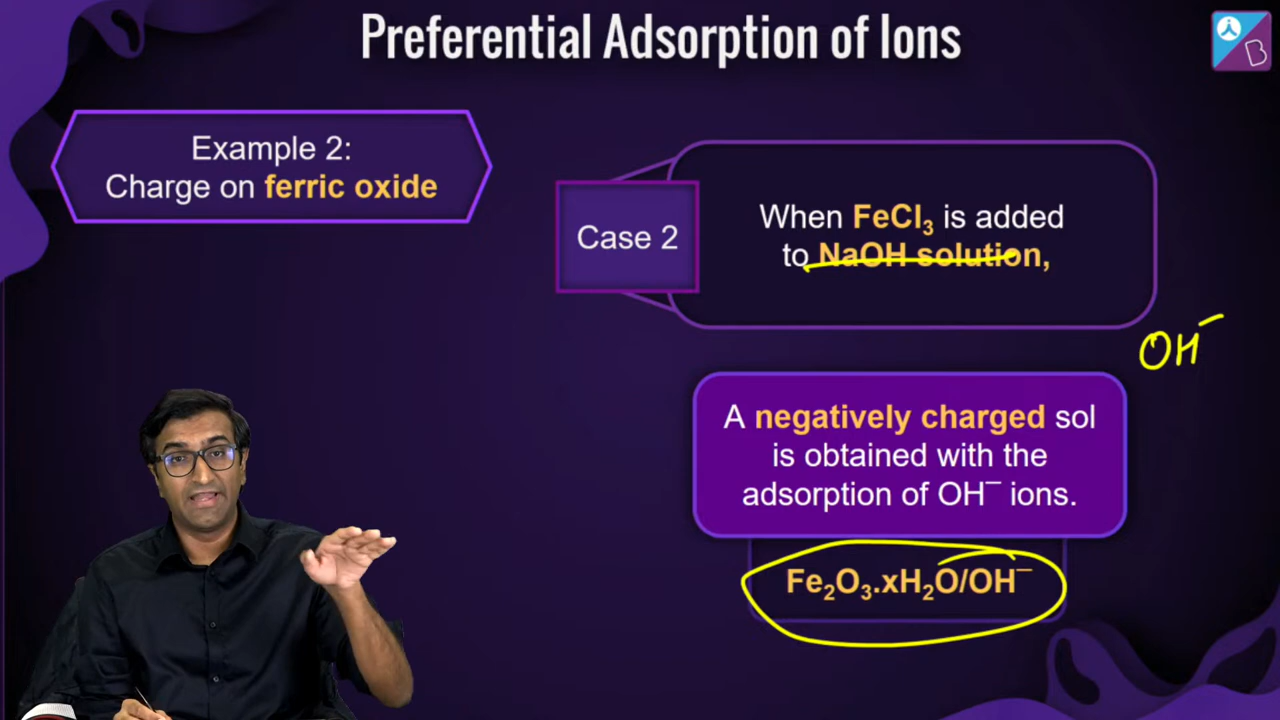 Preferential Adsorption of Ions
B
Example 2:
Charge on ferric oxide
Case 2
When FeCl₃ is added
to NaOH solution,
OH⁻
A negatively charged sol
is obtained with the
adsorption of OH⁻ ions.
Fe₂O₃.xH₂O/OH⁻